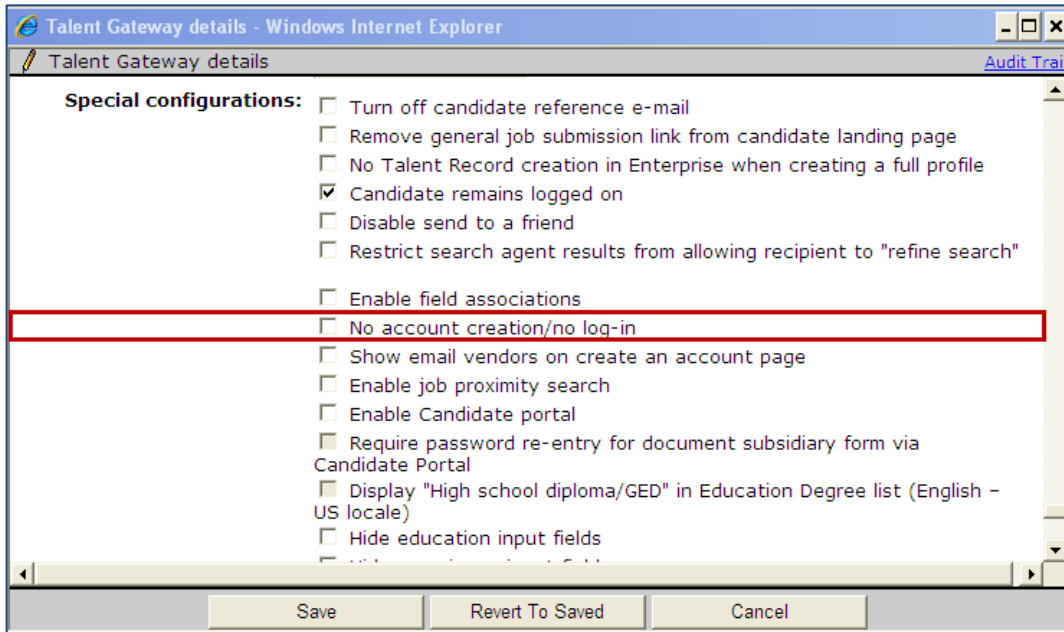 Talent Gateway details - Windows Internet Explorer
Talent Gateway details Audit Trai
Special configurations: Turn off candidate reference e-mail
Remove general job submission link from candidate landing page
No Talent Record creation in Enterprise when creating a full profile
Candidate remains logged on
Disable send to a friend
Restrict search agent results from allowing recipient to "refine search"
Enable field associations
No account creation/no log-in
Show email vendors on create an account page
Enable job proximity search
Enable Candidate portal
Require password re-entry for document subsidiary form via
Candidate Portal
Display "High school diploma/GED" in Education Degree list (English –
US locale)
Hide education input fields
Save Revert To Saved Cancel